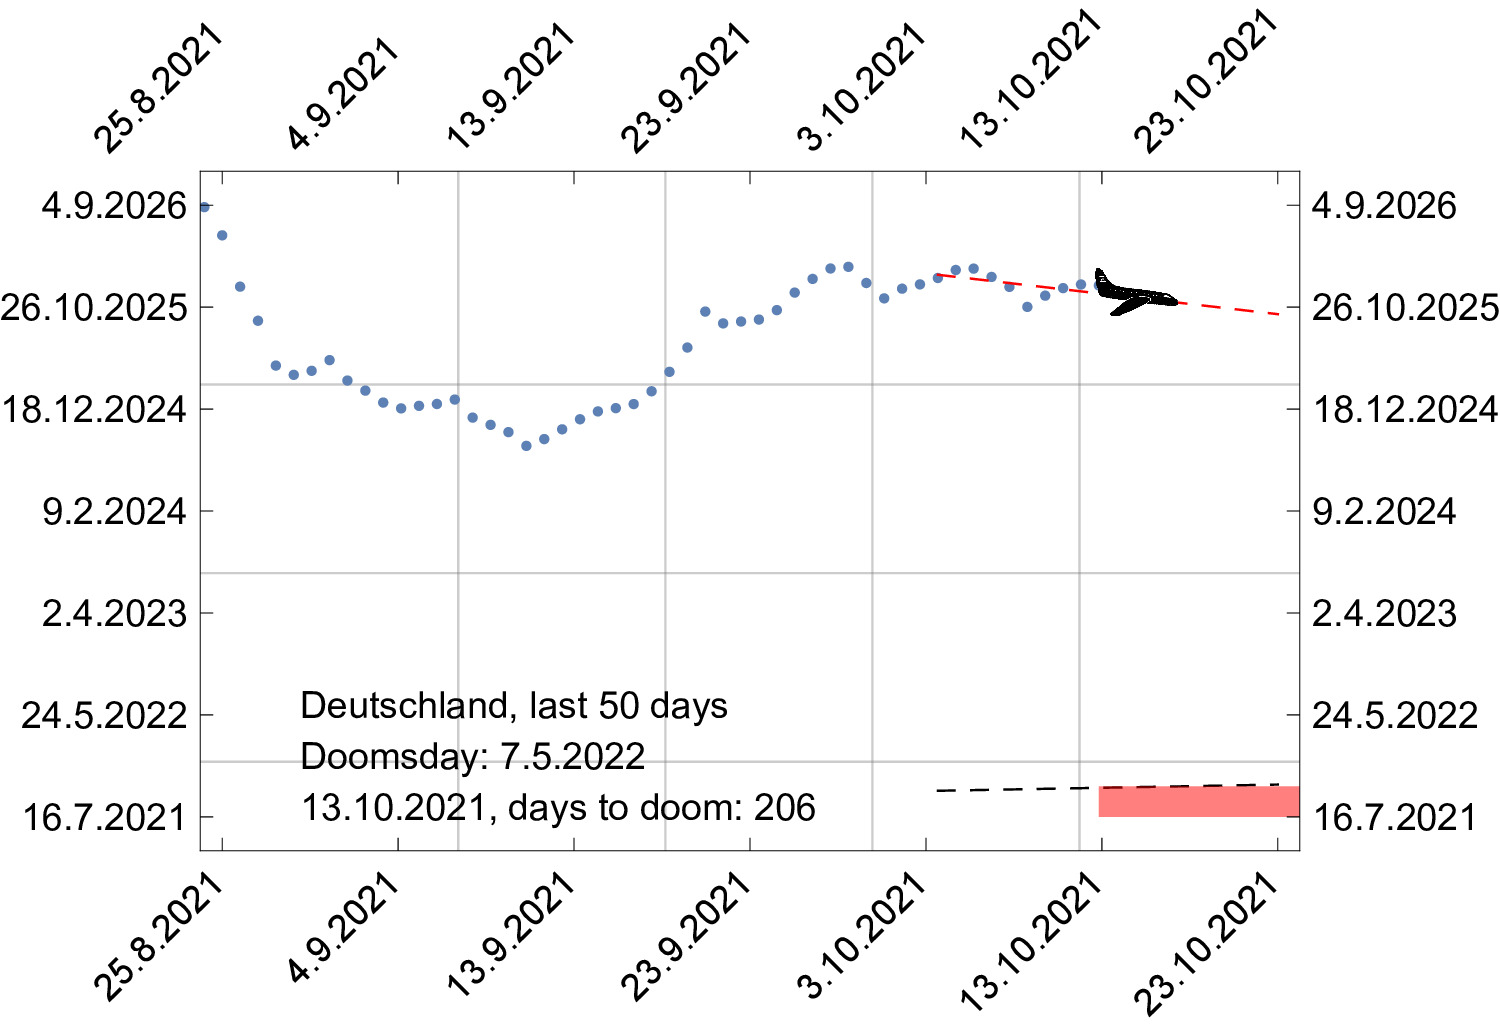 25.8.2021 4.9.2021 13.9.2021 23.9.2021 3.10.2021 13.10.2021 23.10.2021
4.9.2026 4.9.2026
26.10.2025 26.10.2025
18.12.2024 18.12.2024
9.2.2024 9.2.2024
2.4.2023 2.4.2023
Deutschland, last 50 days
24.5.2022 24.5.2022
Doomsday: 7.5.2022
13.10.2021, days to doom: 206
16.7.2021 16.7.2021
25.8.2021 4.9.2021 13.9.2021 23.9.2021 3.10.2021 13.10.2021 23.10.2021